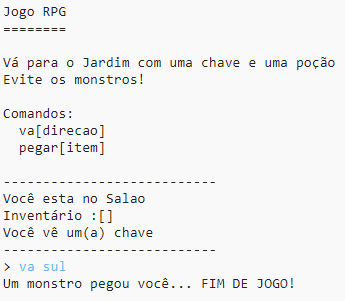 Jogo RPG
========
Vá para o Jardim com uma chave e uma poção
Evite os monstros!
Comandos:
va[direcao]
pegar[item]
---------------------------
Você esta no Salao
Inventário :[]
Você vê um(a) chave
---------------------------
> va sul
Um monstro pegou você... FIM DE JOGO!